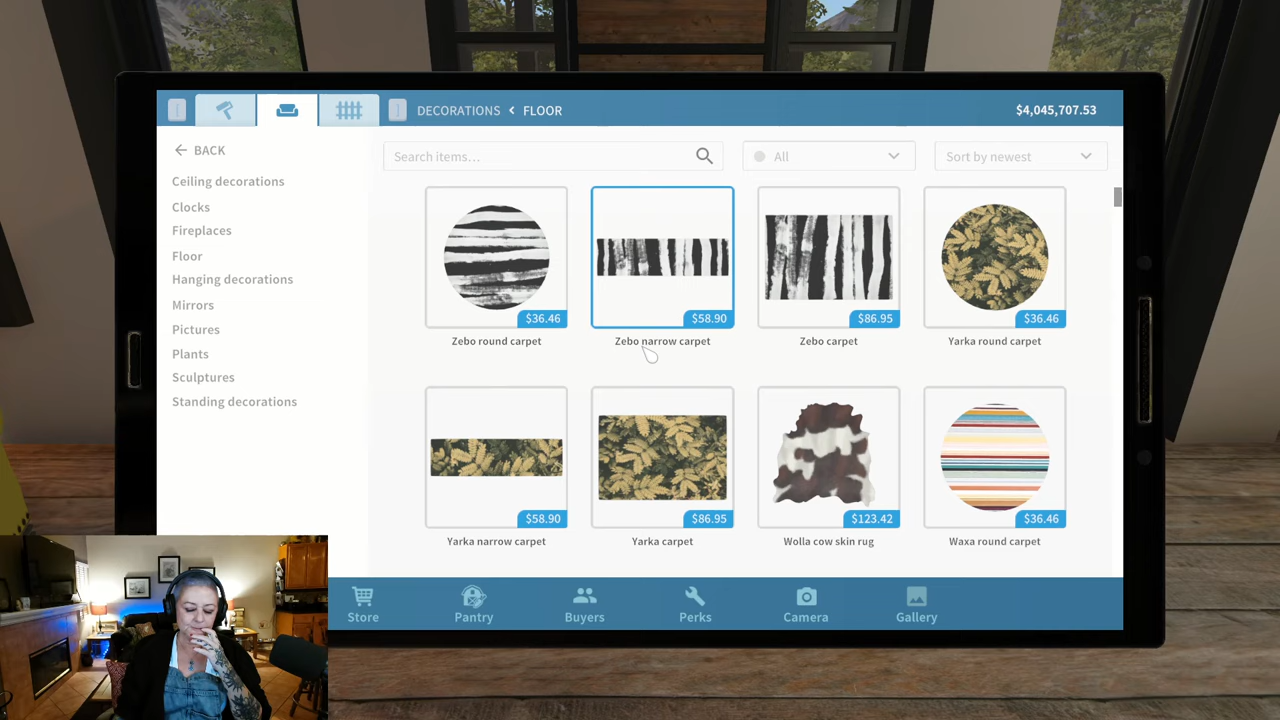 DECORATIONS < FLOOR
$4,045,707.53
BACK
Ceiling decorations
Clocks
Fireplaces
Floor
Hanging decorations
Mirrors
Pictures
Plants
Sculptures
Standing decorations
Search items...
All
Sort by newest
$36.46
Zebo round carpet
$58.90
Zebo narrow carpet
$86.95
Zebo carpet
$36.46
Yarka round carpet
$58.90
Yarka narrow carpet
$86.95
Yarka carpet
$123.42
Wolla cow skin rug
$36.46
Waxa round carpet
Store
Pantry
Buyers
Perks
Camera
Gallery